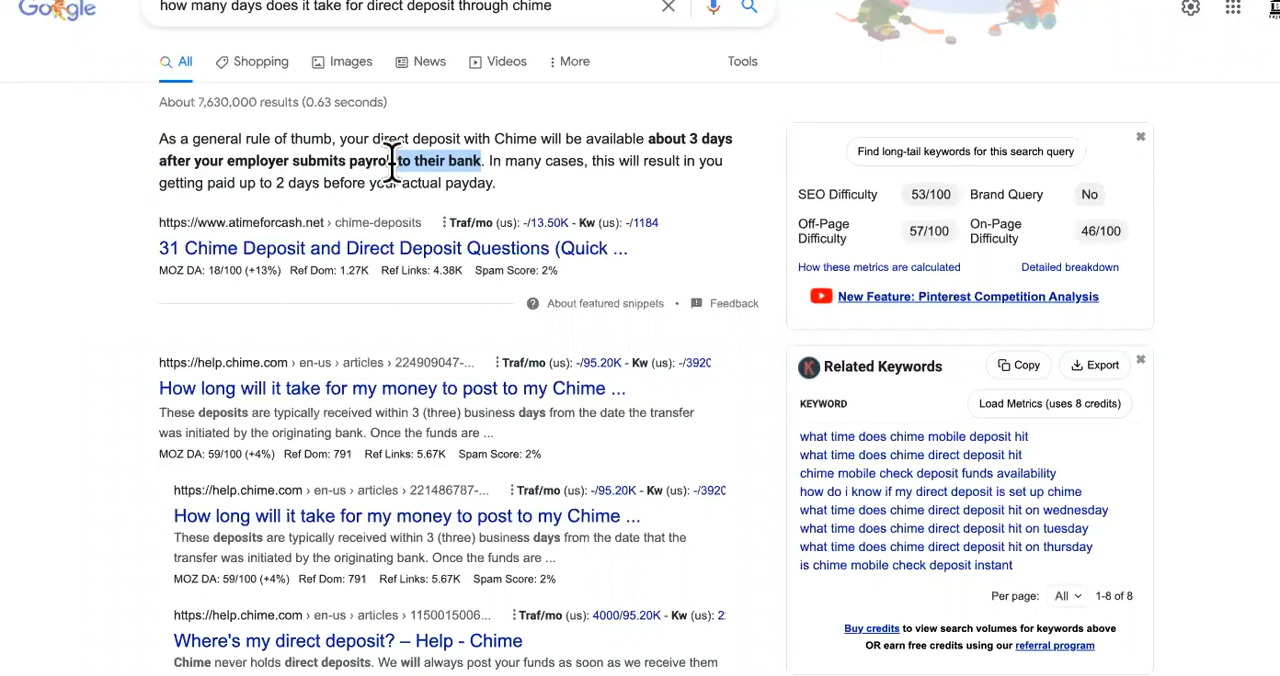 Google
how many days does it take for direct deposit through chime
All
Shopping
Images
News
Videos
More
Tools
About 7,630,000 results (0.63 seconds)
As a general rule of thumb, your direct deposit with Chime will be available about 3 days
after your employer submits payroll to their bank. In many cases, this will result in you
getting paid up to 2 days before your actual payday.
https://www.atimeforcash.net › chime-deposits
Traf/mo (us): -/13.50K - Kw (us): -/1184
31 Chime Deposit and Direct Deposit Questions (Quick ...
MOZ DA: 18/100 (+13%) Ref Dom: 1.27K Ref Links: 4.38K Spam Score: 2%
About featured snippets • Feedback
https://help.chime.com › en-us › articles › 224909047-...
Traf/mo (us): -/95.20K - Kw (us): -/392
How long will it take for my money to post to my Chime ...
These deposits are typically received within 3 (three) business days from the date the transfer
was initiated by the originating bank. Once the funds are ...
MOZ DA: 59/100 (+4%) Ref Dom: 791 Ref Links: 5.67K Spam Score: 2%
https://help.chime.com › en-us › articles › 221486787-...
Traf/mo (us): -/95.20K - Kw (us): -/392
How long will it take for my money to post to my Chime ...
These deposits are typically received within 3 (three) business days from the date that the
transfer was initiated by the originating bank. Once the funds are ...
MOZ DA: 59/100 (+4%) Ref Dom: 791 Ref Links: 5.67K Spam Score: 2%
https://help.chime.com › en-us › articles › 1150015006...
Traf/mo (us): 4000/95.20K - Kw (us): 2
Where's my direct deposit? – Help - Chime
Chime never holds direct deposits. We will always post your funds as soon as we receive them
Find long-tail keywords for this search query
SEO Difficulty 53/100 Brand Query No
Off-Page Difficulty 57/100 On-Page Difficulty 46/100
How these metrics are calculated
Detailed breakdown
New Feature: Pinterest Competition Analysis
Related Keywords
Copy
Export
KEYWORD
Load Metrics (uses 8 credits)
what time does chime mobile deposit hit
what time does chime direct deposit hit
chime mobile check deposit funds availability
how do i know if my direct deposit is set up chime
what time does chime direct deposit hit on wednesday
what time does chime direct deposit hit on tuesday
what time does chime direct deposit hit on thursday
is chime mobile check deposit instant
Per page: All 1-8 of 8
Buy credits to view search volumes for keywords above
OR earn free credits using our referral program